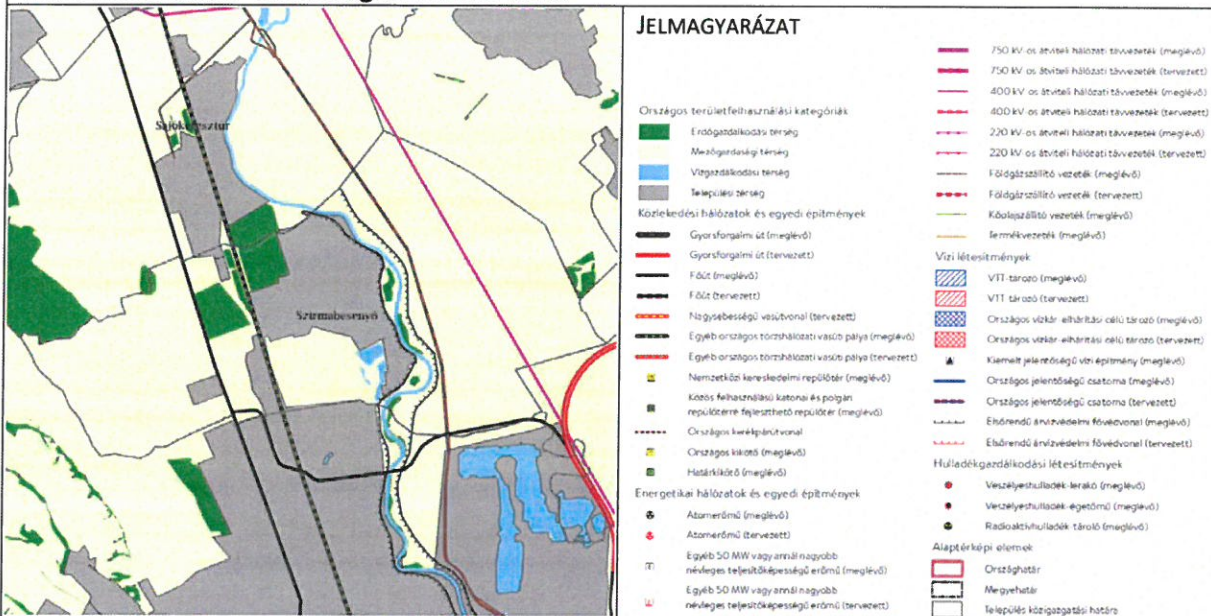 Sajókeresztúr
Szirmabesenyő
JELMAGYARÁZAT
Országos területfelhasználási kategóriák
Erdőgazdálkodási térség
Mezőgazdasági térség
Vízgazdálkodási térség
Települési térség
Közlekedési hálózatok és egyedi építmények
Gyorsforgalmi út (meglévő)
Gyorsforgalmi út (tervezett)
Főút (meglévő)
Főút (tervezett)
Nagysebességű vasútvonal (tervezett)
Egyéb országos törzshálózati vasúti pálya (meglévő)
Egyéb országos törzshálózati vasúti pálya (tervezett)
Nemzetközi kereskedelmi repülőtér (meglévő)
Közös felhasználású katonai és polgári
repülőtérré fejleszthető repülőtér (meglévő)
Országos kerékpárútvonal
Országos kikötő (meglévő)
Határkikötő (meglévő)
Energetikai hálózatok és egyedi építmények
Atomerőmű (meglévő)
Atomerőmű (tervezett)
Egyéb 50 MW vagy annál nagyobb
névleges teljesítőképességű erőmű (meglévő)
Egyéb 50 MW vagy annál nagyobb
névleges teljesítőképességű erőmű (tervezett)
750 kV-os átviteli hálózati távvezeték (meglévő)
750 kV-os átviteli hálózati távvezeték (tervezett)
400 kV-os átviteli hálózati távvezeték (meglévő)
400 kV-os átviteli hálózati távvezeték (tervezett)
220 kV-os átviteli hálózati távvezeték (meglévő)
220 kV-os átviteli hálózati távvezeték (tervezett)
Földgázszállító vezeték (meglévő)
Földgázszállító vezeték (tervezett)
Kőolajszállító vezeték (meglévő)
Termékvezeték (meglévő)
Vízi létesítmények
VTT-tározó (meglévő)
VTT tározó (tervezett)
Országos vízkár-elhárítási célú tározó (meglévő)
Országos vízkár-elhárítási célú tározó (tervezett)
Kiemelt jelentőségű vízi építmény (meglévő)
Országos jelentőségű csatorna (meglévő)
Országos jelentőségű csatorna (tervezett)
Elsőrendű árvízvédelmi fővédvonal (meglévő)
Elsőrendű árvízvédelmi fővédvonal (tervezett)
Hulladékgazdálkodási létesítmények
Veszélyeshulladék-lerakó (meglévő)
Veszélyeshulladék-égetőmű (meglévő)
Radioaktívhulladék-tároló (meglévő)
Alaptérképi elemek
Országhatár
Megyehatár
Település közigazgatási határa